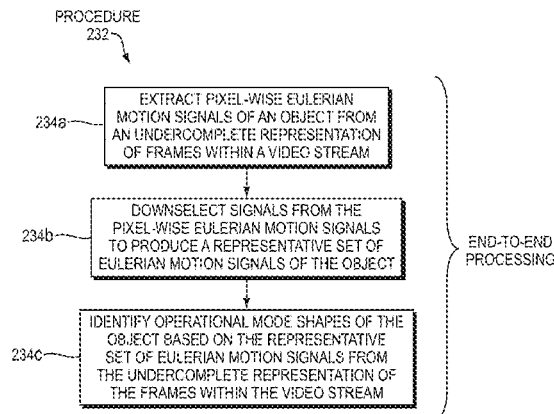 PROCEDURE
232
234a
EXTRACT PIXEL-WISE EULERIAN
MOTION SIGNALS OF AN OBJECT FROM
AN UNDERCOMPLETE REPRESENTATION
OF FRAMES WITHIN A VIDEO STREAM
234b
DOWNSELECT SIGNALS FROM THE
PIXEL-WISE EULERIAN MOTION SIGNALS
TO PRODUCE A REPRESENTATIVE SET OF
EULERIAN MOTION SIGNALS OF THE OBJECT
END-TO-END
PROCESSING
234c
IDENTIFY OPERATIONAL MODE SHAPES OF THE
OBJECT BASED ON THE REPRESENTATIVE
SET OF EULERIAN MOTION SIGNALS FROM
THE UNDERCOMPLETE REPRESENTATION OF
THE FRAMES WITHIN THE VIDEO STREAM